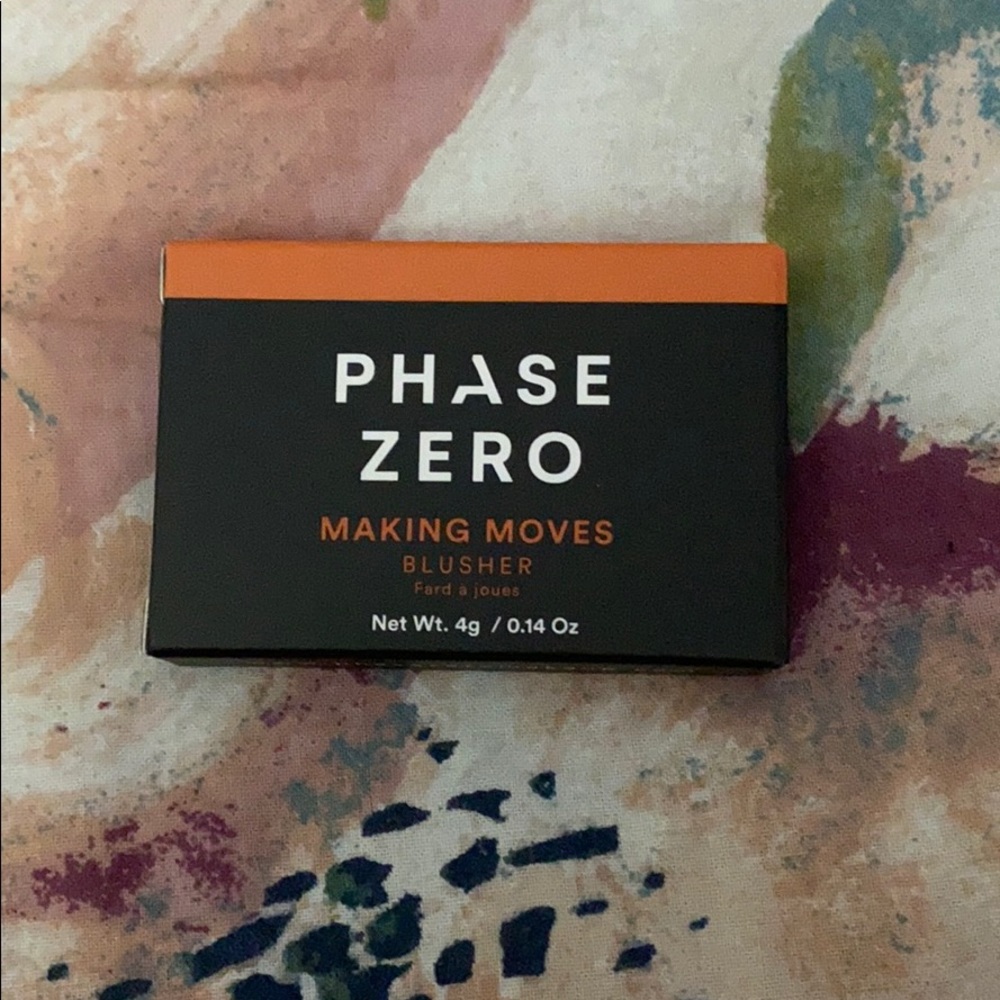 PHASE
ZERO
MAKING MOVES
BLUSHER
Fard à joues
Net Wt. 4g / 0.14 Oz